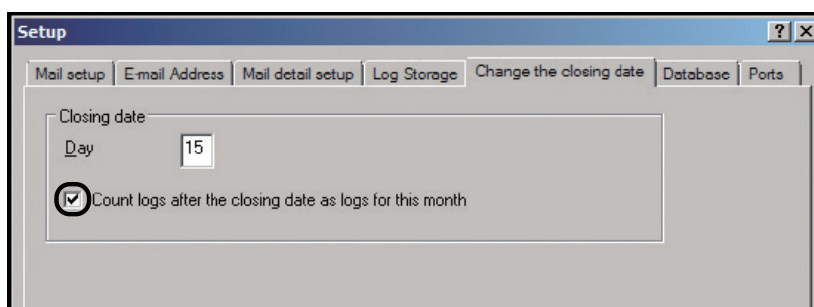 Setup
Mail setup E-mail Address Mail detail setup Log Storage Change the closing date Database Ports
Closing date
Day 15
Count logs after the closing date as logs for this month